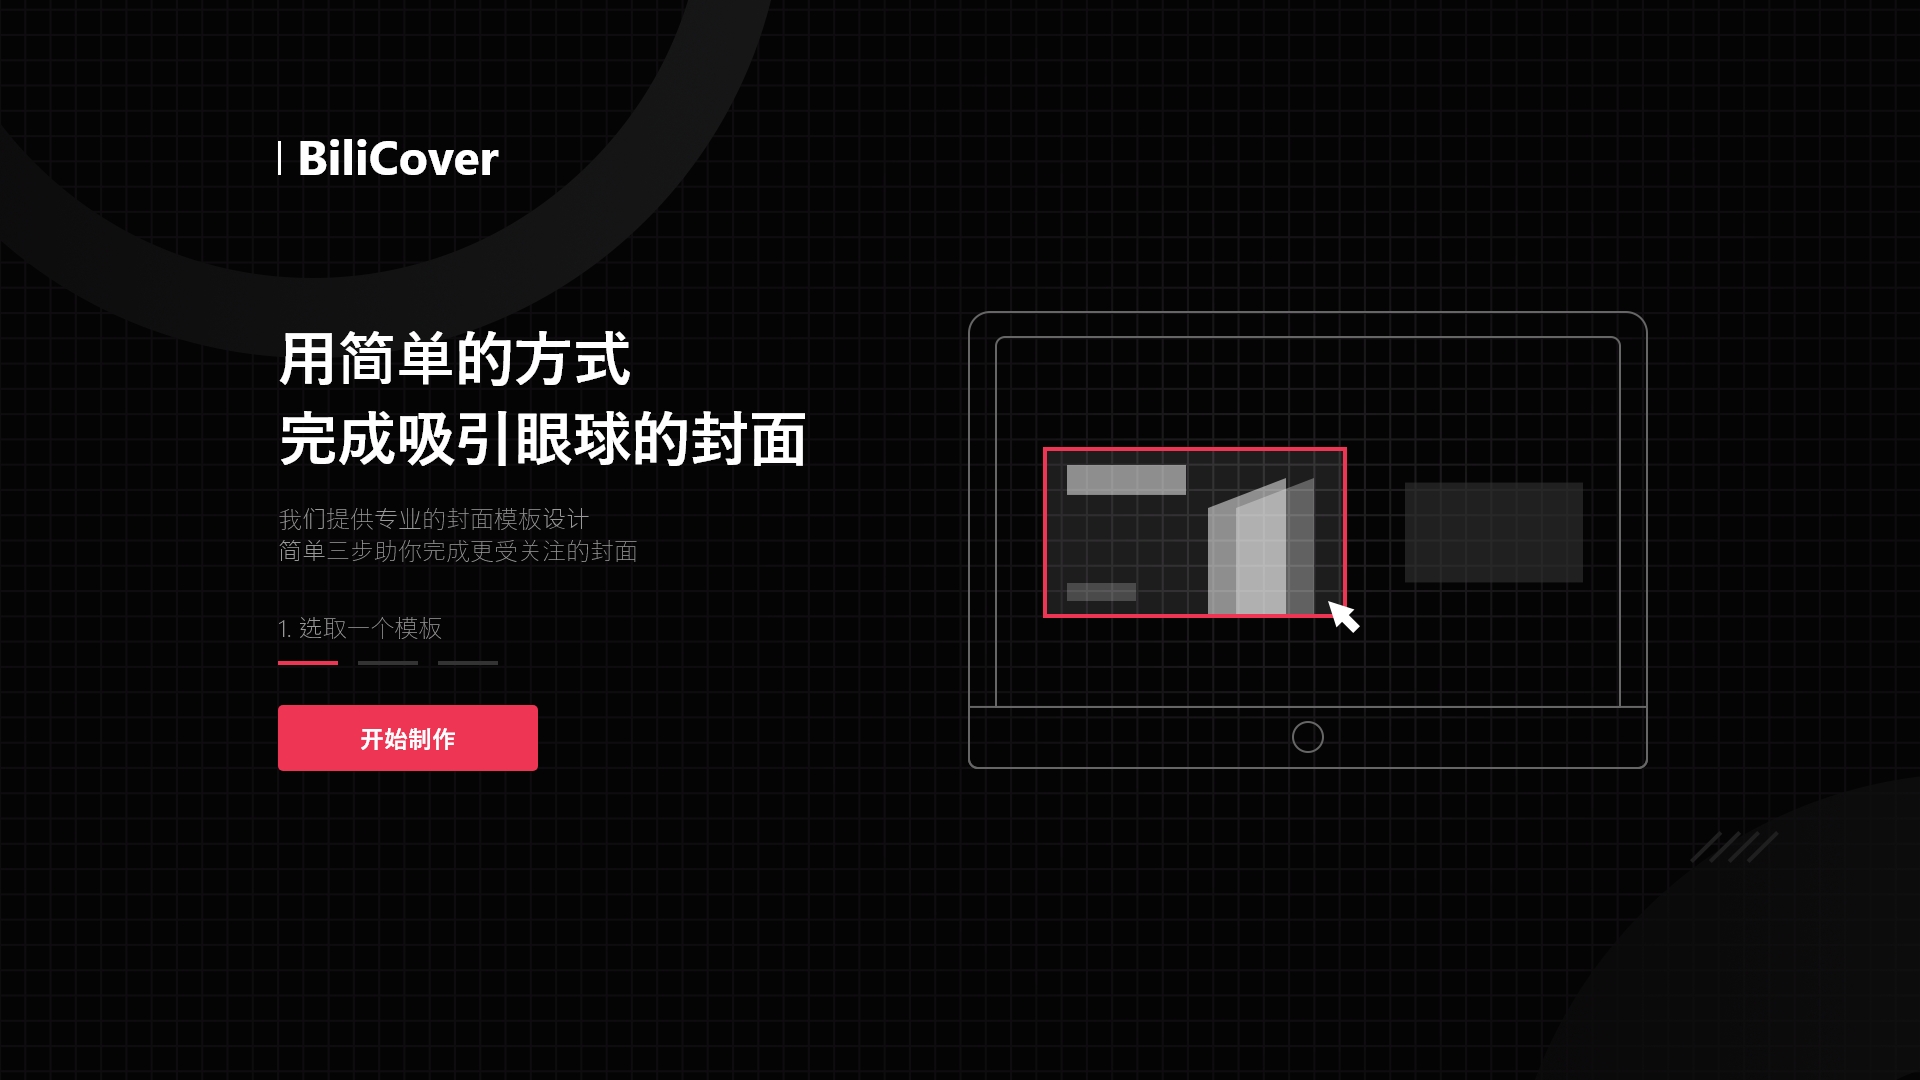 BiliCover
用简单的方式
完成吸引眼球的封面
我们提供专业的封面模板设计
简单三步助你完成更受关注的封面
1. 选取一个模板
开始制作